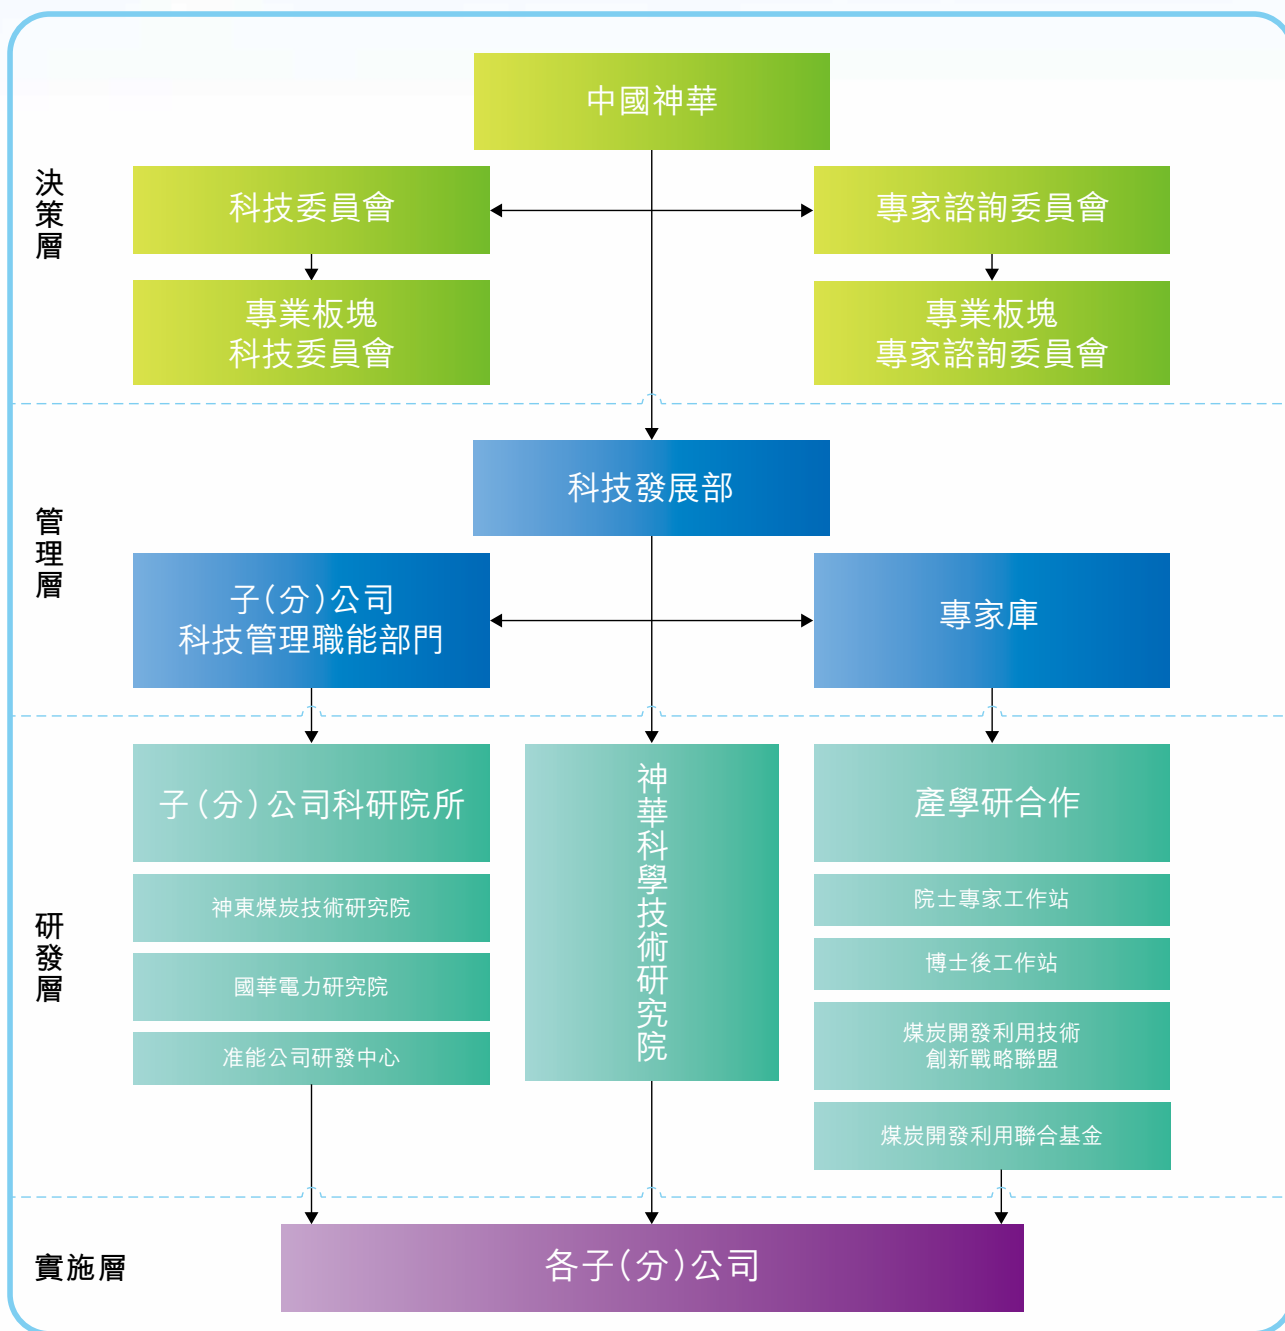 中國神華
決策層
科技委員會
專家諮詢委員會
專業板塊
科技委員會
專業板塊
專家諮詢委員會
管理層
科技發展部
子（分）公司
科技管理職能部門
專家庫
研發層
子（分）公司科研院所
神東煤炭技術研究院
國華電力研究院
准能公司研發中心
神華科學技術研究院
產學研合作
院士專家工作站
博士後工作站
煤炭開發利用技術
創新戰略聯盟
煤炭開發利用聯合基金
實施層
各子（分）公司